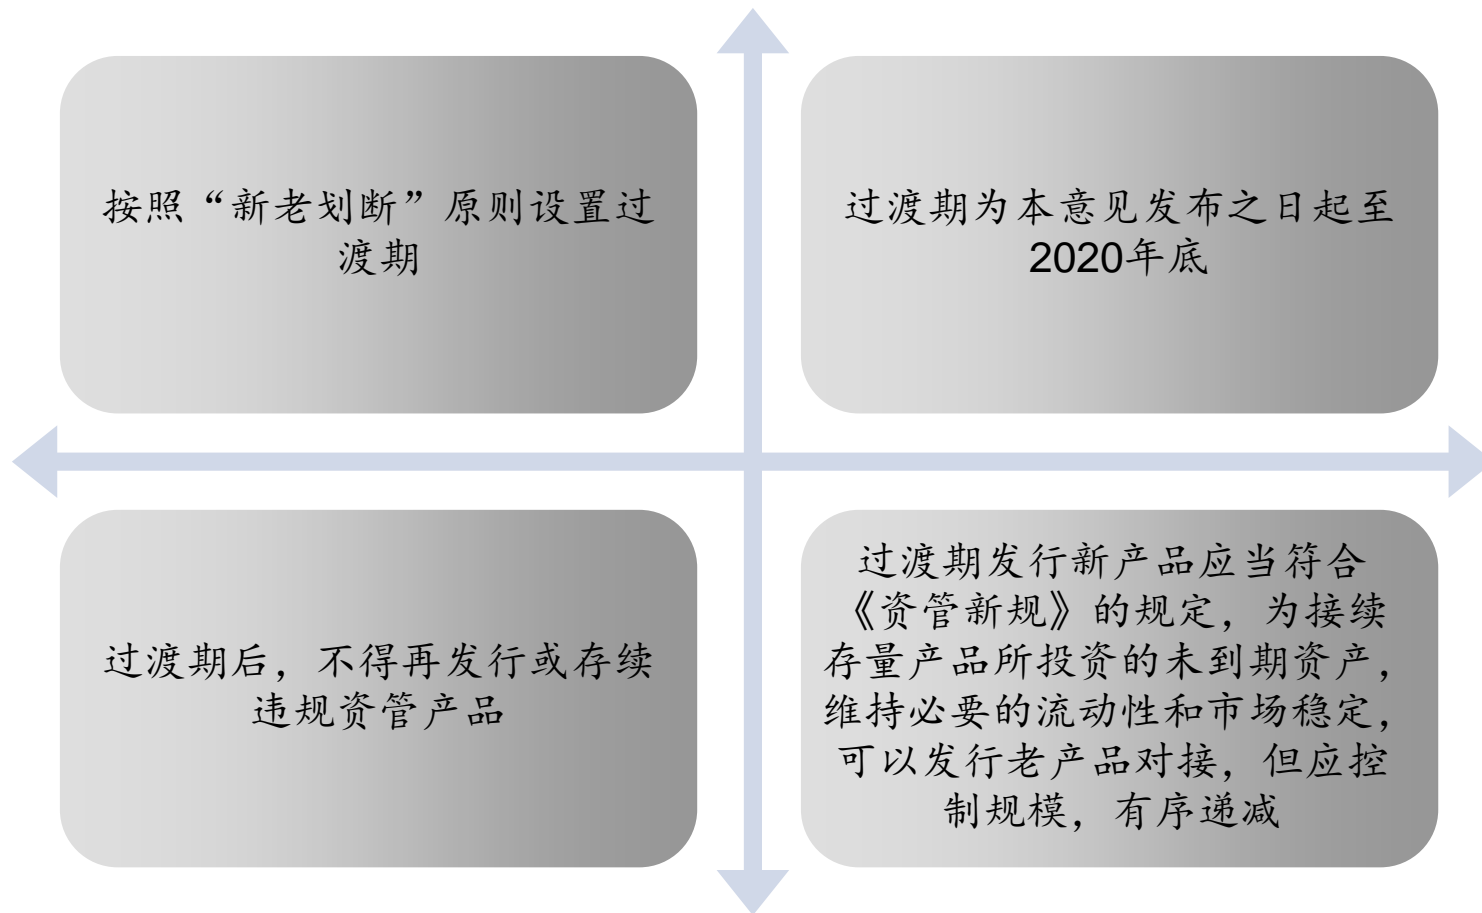 按照“新老划断”原则设置过
渡期
过渡期为本意见发布之日起至
2020年底
过渡期后，不得再发行或存续
违规资管产品
过渡期发行新产品应当符合
《资管新规》的规定，为接续
存量产品所投资的未到期资产，
维持必要的流动性和市场稳定，
可以发行老产品对接，但应控
制规模，有序递减